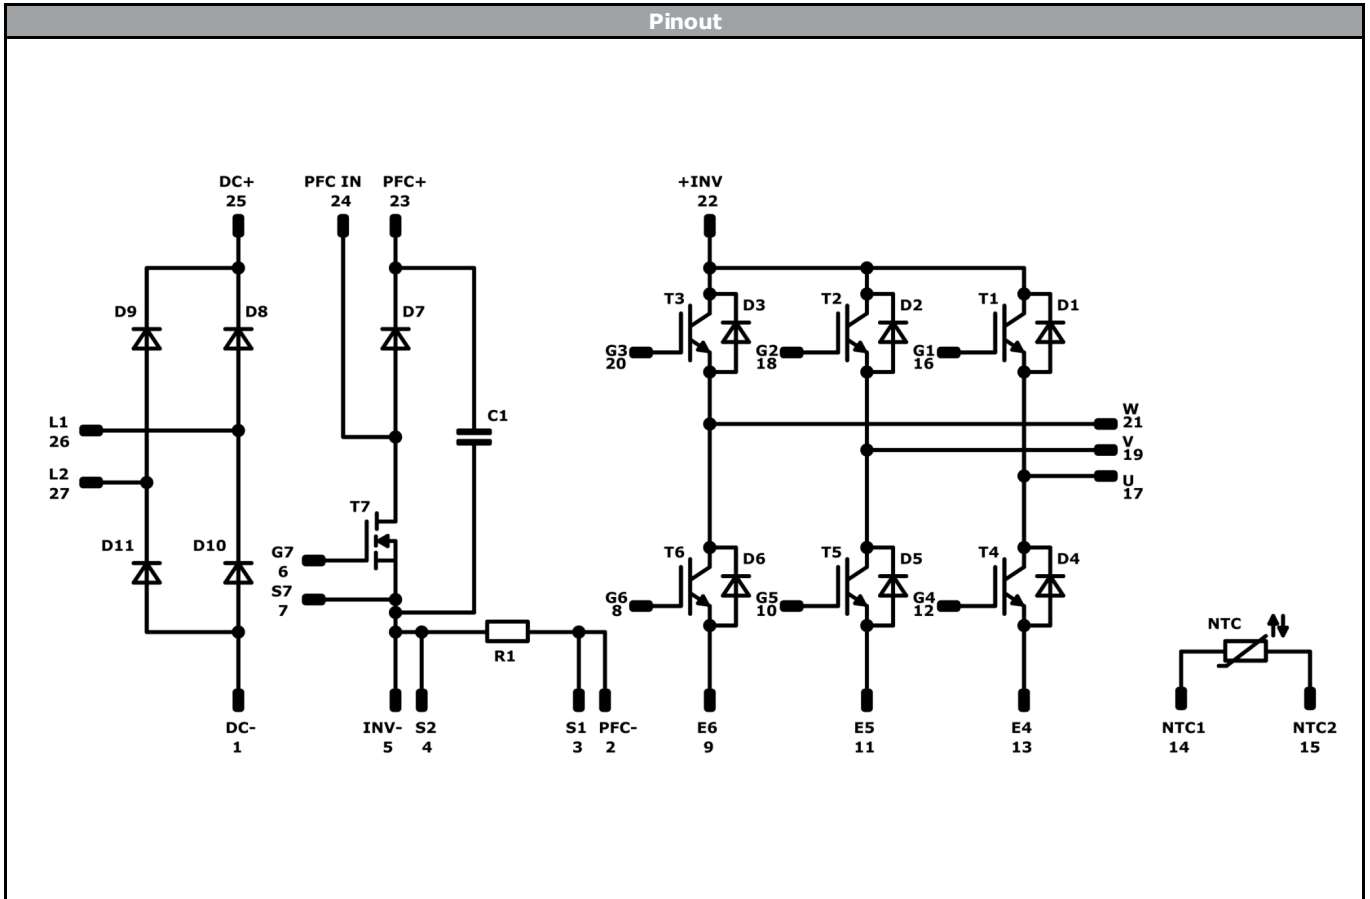 Pinout
DC+
25
PFC IN
24
PFC+
23
+INV
22
D9
D8
D7
T3
D3
T2
D2
T1
D1
G3
20
G2
18
G1
16
L1
26
C1
W
21
V
19
L2
27
U
17
T7
D11
D10
G7
6
S7
7
T6
D6
T5
D5
T4
D4
G6
8
G5
10
G4
12
R1
NTC
DC-
1
INV-
5
S2
4
S1
3
PFC-
2
E6
9
E5
11
E4
13
NTC1
14
NTC2
15